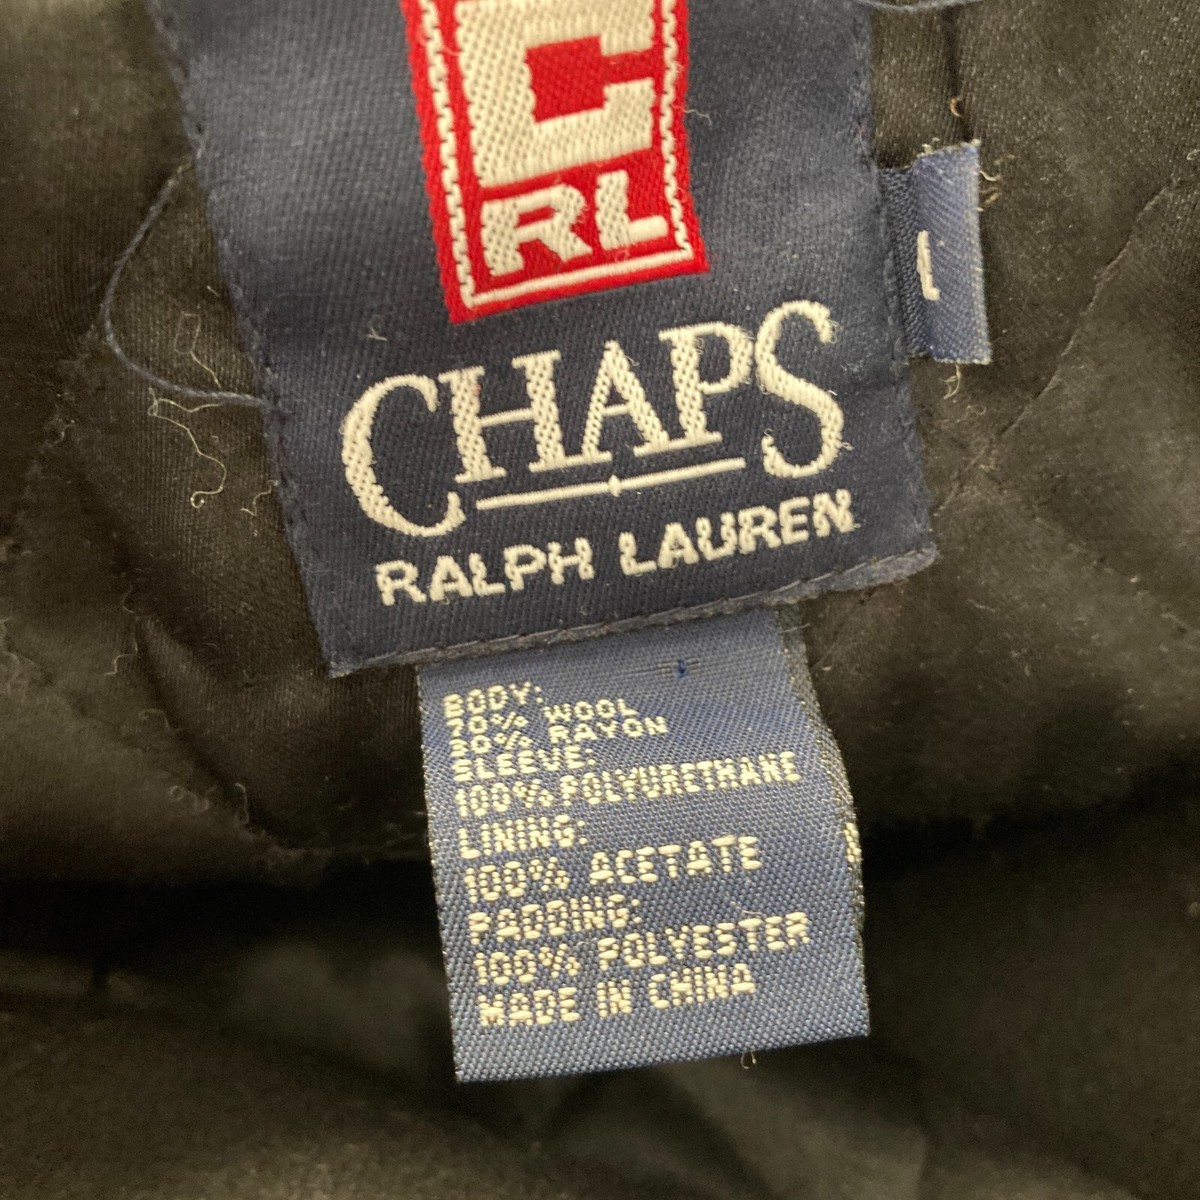 C
RL
CHAPS
RALPH LAUREN
BODY:
70% WOOL
30% RAYON
SLEEVE:
100% POLYURETHANE
LINING:
100% ACETATE
PADDING:
100% POLYESTER
MADE IN CHINA